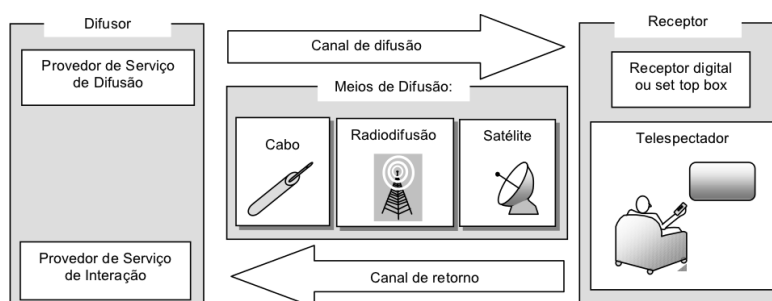 Difusor
Provedor de Serviço
de Difusão
Provedor de Serviço
de Interação
Canal de difusão
Meios de Difusão:
Cabo
Radiodifusão
Satélite
Canal de retorno
Receptor
Receptor digital
ou set top box
Telespectador